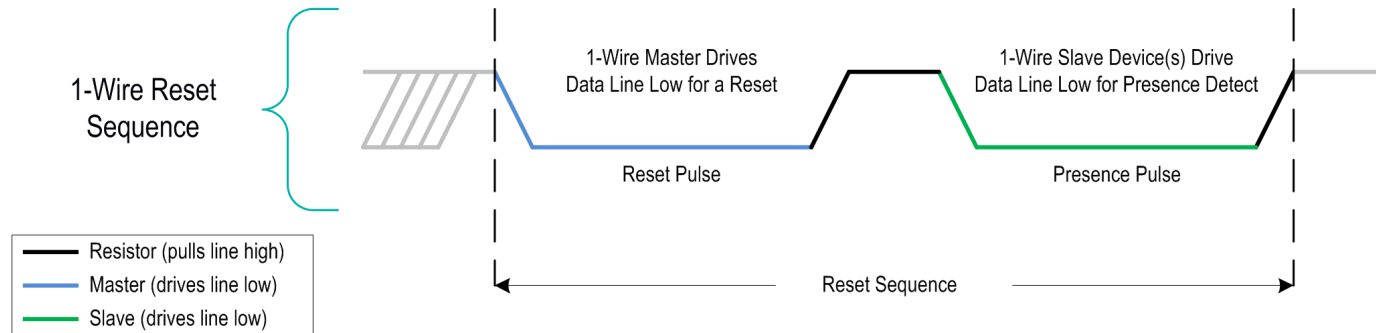 1-Wire Reset
Sequence
1-Wire Master Drives
Data Line Low for a Reset
1-Wire Slave Device(s) Drive
Data Line Low for Presence Detect
Reset Pulse
Presence Pulse
Resistor (pulls line high)
Master (drives line low)
Slave (drives line low)
Reset Sequence